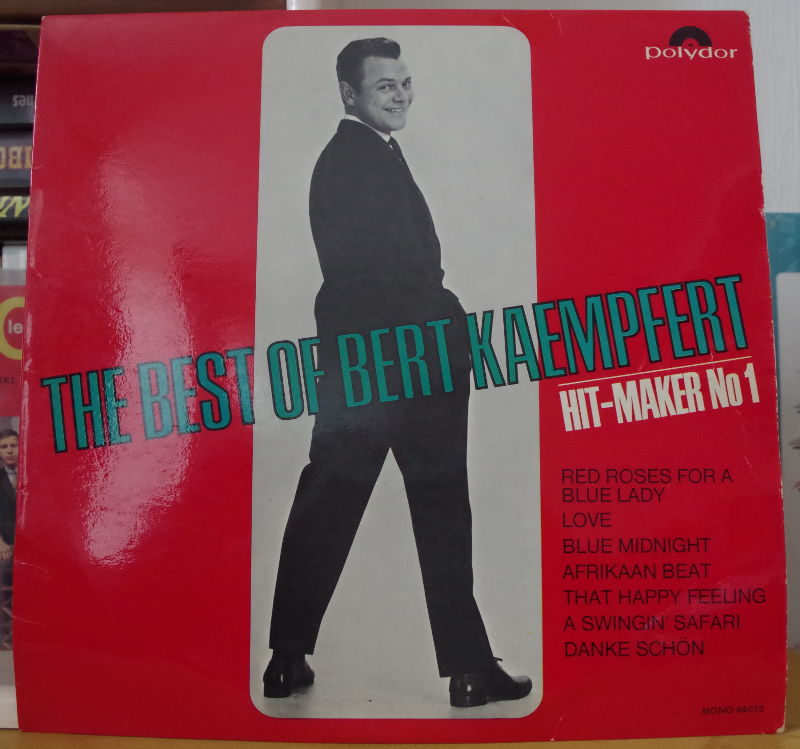 polydor
THE BEST OF BERT KAEMPFERT
HIT-MAKER No 1
RED ROSES FOR A
BLUE LADY
LOVE
BLUE MIDNIGHT
AFRIKAAN BEAT
THAT HAPPY FEELING
A SWINGIN' SAFARI
DANKE SCHÖN
MONO 84012
le